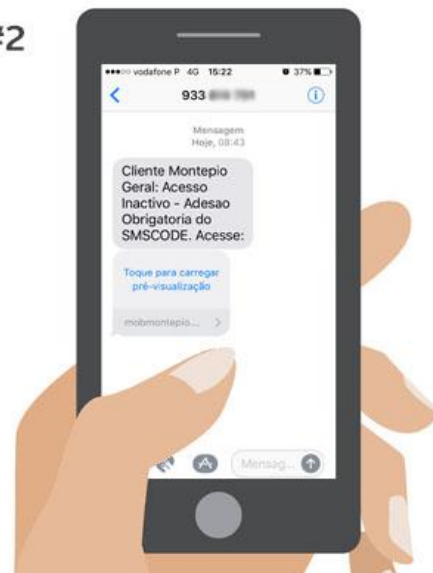 #2
vodafone P 4G 15:22 37%
933
Mensagem
Hoje, 08:43
Cliente Montepio
Geral: Acesso
Inactivo - Adesao
Obrigatoria do
SMSCODE. Acesse:
Toque para carregar
pré-visualização
mobmontepio...
Mensag...